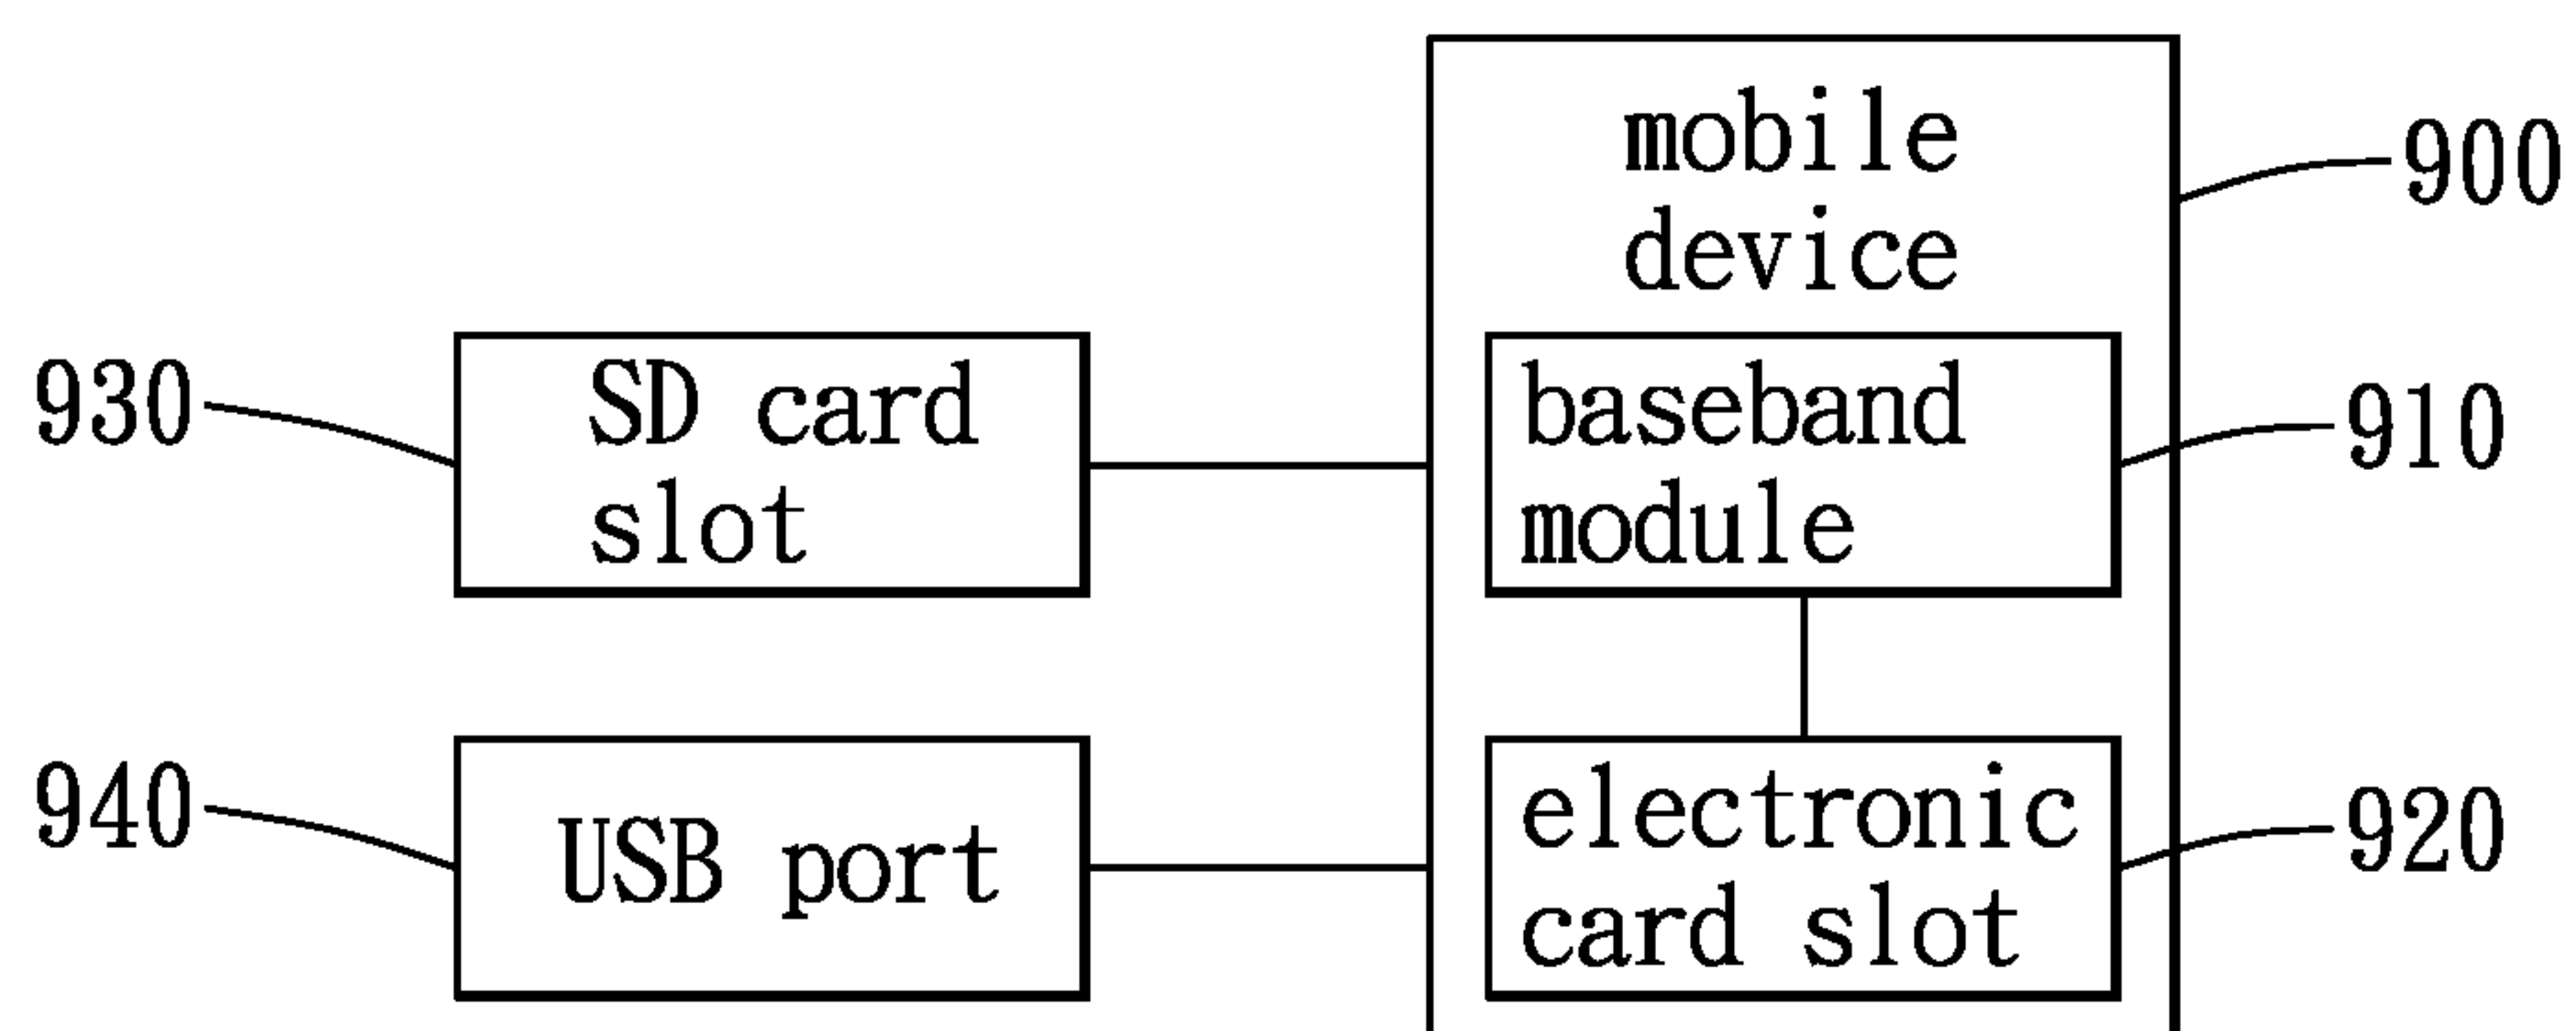 mobile
device
900
930
SD card
slot
baseband
module
910
940
USB port
electronic
card slot
920